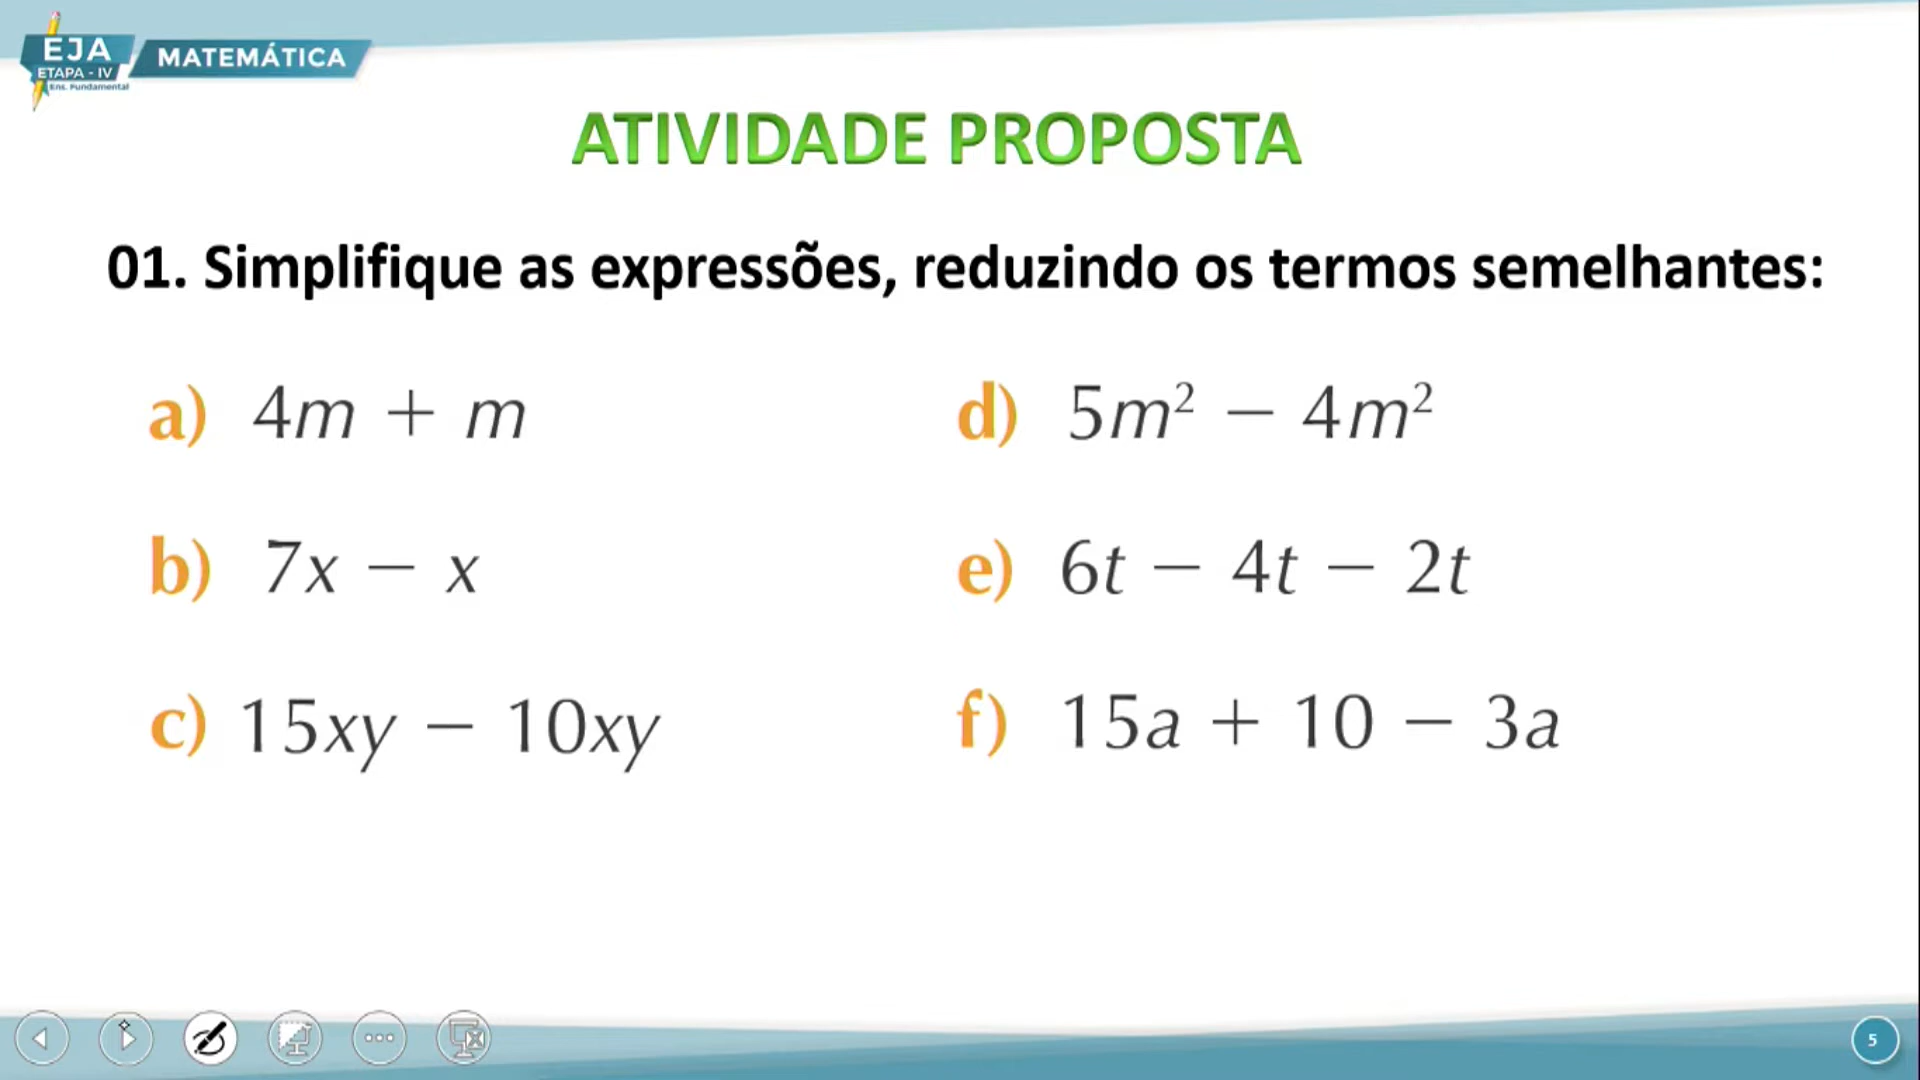 EJA
ETAPA - IV
Ens. Fundamental
MATEMÁTICA
ATIVIDADE PROPOSTA
01. Simplifique as expressões, reduzindo os termos semelhantes:
a) 4m + m
b) 7x − x
c) 15xy − 10xy
d) 5m² − 4m²
e) 6t − 4t − 2t
f) 15a + 10 − 3a
5